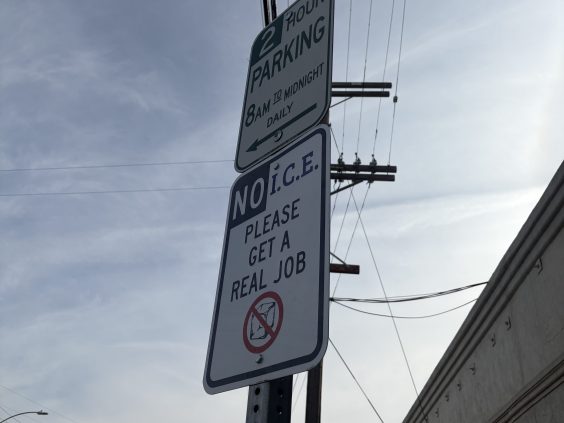 2 HOUR
PARKING
8AM TO MIDNIGHT
DAILY
NO I.C.E.
PLEASE
GET A
REAL JOB